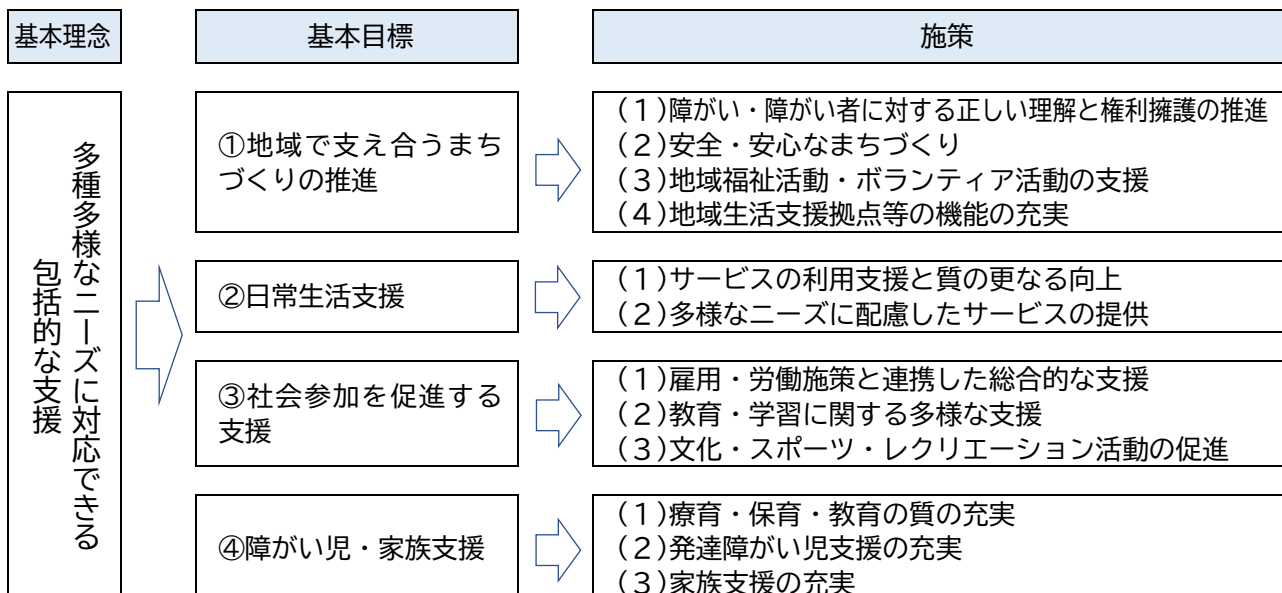 基本理念
基本目標
施策
多種多様なニーズに対応できる
包括的な支援
①地域で支え合うまち
づくりの推進
（１）障がい・障がい者に対する正しい理解と権利擁護の推進
（２）安全・安心なまちづくり
（３）地域福祉活動・ボランティア活動の支援
（４）地域生活支援拠点等の機能の充実
②日常生活支援
（１）サービスの利用支援と質の更なる向上
（２）多様なニーズに配慮したサービスの提供
③社会参加を促進する
支援
（１）雇用・労働施策と連携した総合的な支援
（２）教育・学習に関する多様な支援
（３）文化・スポーツ・レクリエーション活動の促進
④障がい児・家族支援
（１）療育・保育・教育の質の充実
（２）発達障がい児支援の充実
（３）家族支援の充実